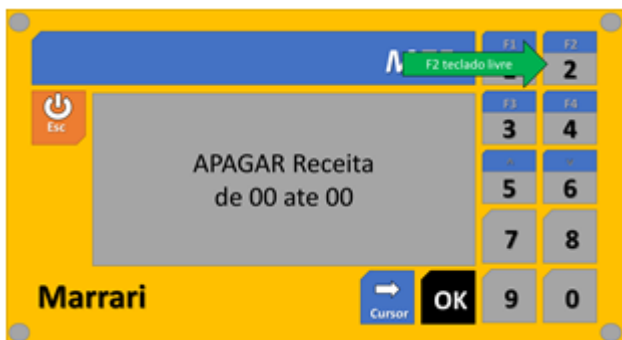 F1 F2
F2 teclado livre
2
Esc
F3 F4
3 4
APAGAR Receita
de 00 ate 00
5 6
7 8
Marrari
Cursor
OK
9 0